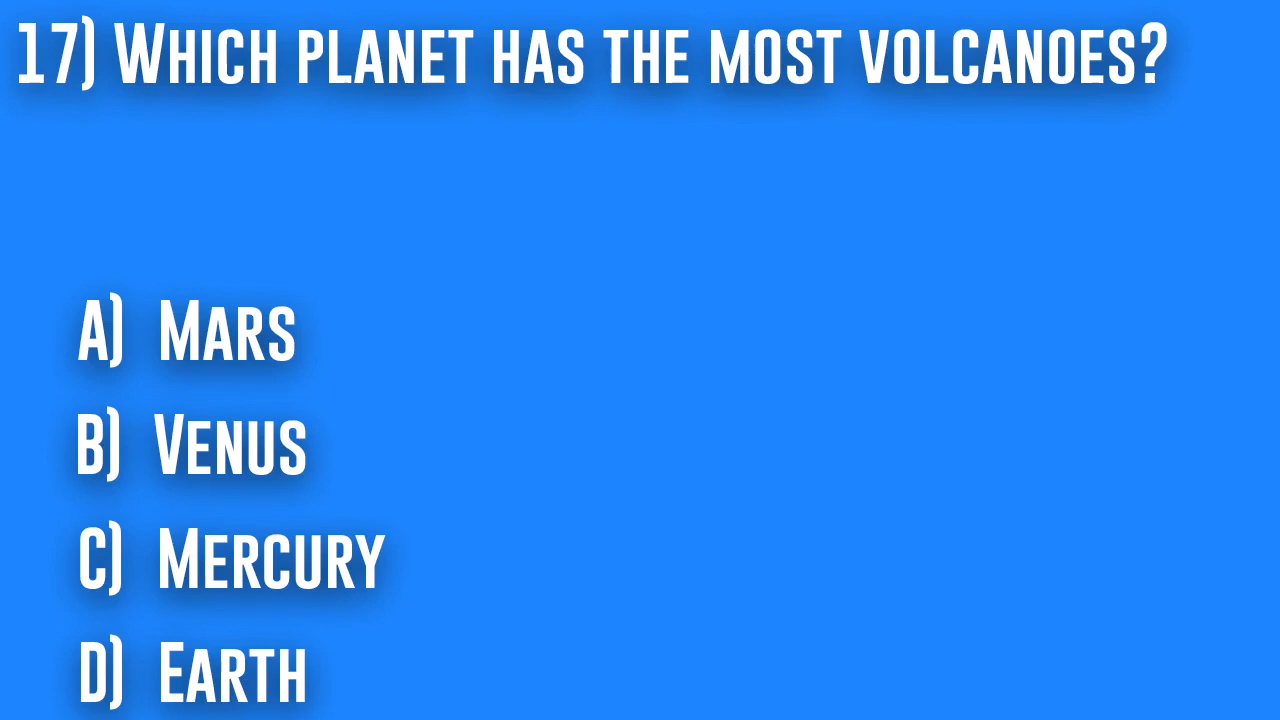 17) Which planet has the most volcanoes?
A) Mars
B) Venus
C) Mercury
D) Earth